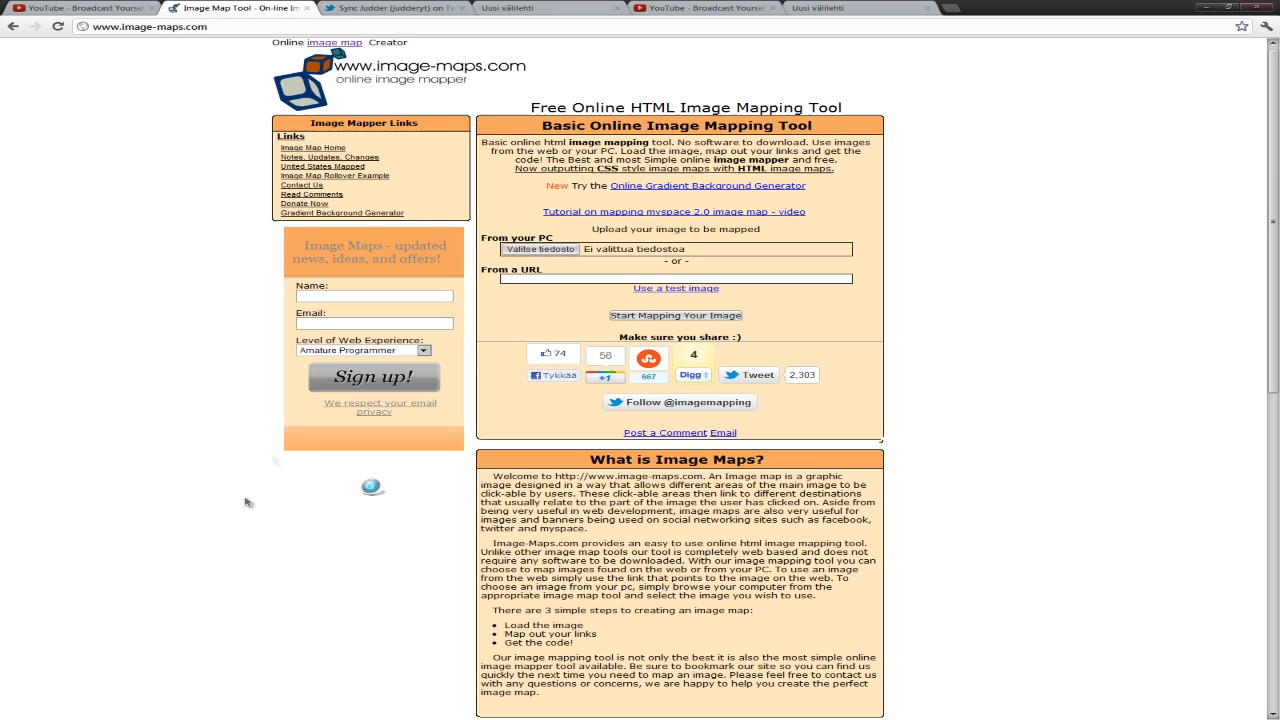 YouTube - Broadcast Yoursel
Image Map Tool - On-line Im
Sync Judder (judderyt) on Tw
Uusi välilehti
YouTube - Broadcast Yoursel
Uusi välilehti
www.image-maps.com
Online image map Creator
www.image-maps.com
online image mapper
Free Online HTML Image Mapping Tool
Image Mapper Links
Links
Image Map Home
Notes, Updates, Changes
United States Mapped
Image Map Rollover Example
Contact Us
Read Comments
Donate Now
Gradient Background Generator
Image Maps - updated
news, ideas, and offers!
Name:
Email:
Level of Web Experience:
Amature Programmer
Sign up!
We respect your email
privacy
Basic Online Image Mapping Tool
Basic online html image mapping tool. No software to download. Use images
from the web or your PC. Load the image, map out your links and get the
code! The Best and most Simple online image mapper and free.
Now outputting CSS style image maps with HTML image maps.
New Try the Online Gradient Background Generator
Tutorial on mapping myspace 2.0 image map - video
Upload your image to be mapped
From your PC
Valitse tiedosto Ei valittua tiedostoa
- or -
From a URL
Use a test image
Start Mapping Your Image
Make sure you share :)
74
56
4
Tykkää
+1
667
Digg
Tweet
2,303
Follow @imagemapping
Post a Comment Email
What is Image Maps?
Welcome to http://www.image-maps.com. An Image map is a graphic
image designed in a way that allows different areas of the main image to be
click-able by users. These click-able areas then link to different destinations
that usually relate to the part of the image the user has clicked on. Aside from
being very useful in web development, image maps are also very useful for
images and banners being used on social networking sites such as facebook,
twitter and myspace.
Image-Maps.com provides an easy to use online html image mapping tool.
Unlike other image map tools our tool is completely web based and does not
require any software to be downloaded. With our image mapping tool you can
choose to map images found on the web or from your PC. To use an image
from the web simply use the link that points to the image on the web. To
choose an image from your pc, simply browse your computer from the
appropriate image map tool and select the image you wish to use.
There are 3 simple steps to creating an image map:
• Load the image
• Map out your links
• Get the code!
Our image mapping tool is not only the best it is also the most simple online
image mapper tool available. Be sure to bookmark our site so you can find us
quickly the next time you need to map an image. Please feel free to contact us
with any questions or concerns, we are happy to help you create the perfect
image map.